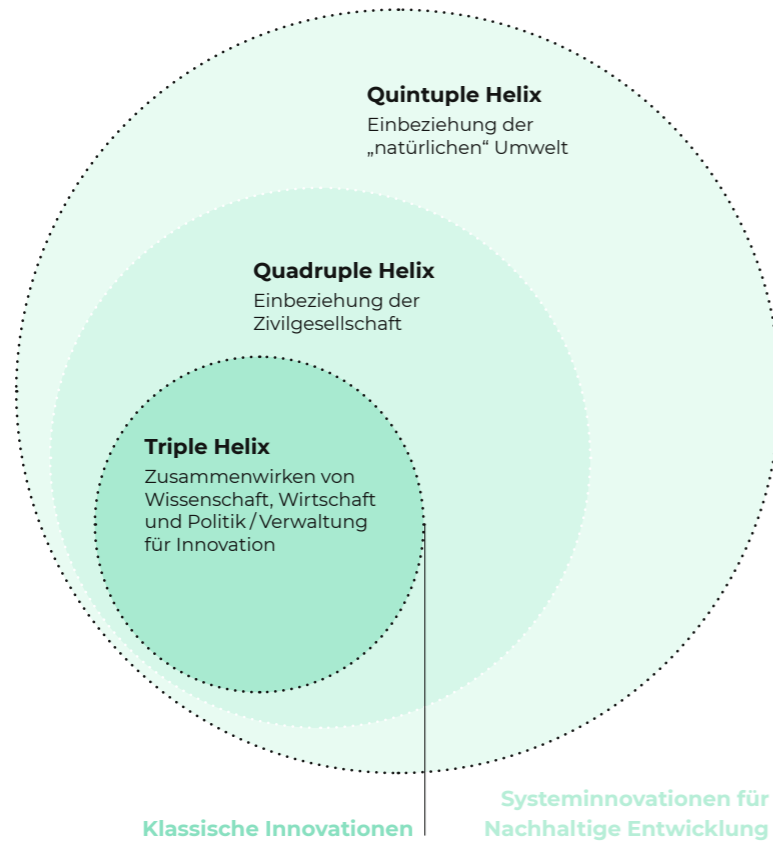 Quintuple Helix
Einbeziehung der
„natürlichen“ Umwelt
Quadruple Helix
Einbeziehung der
Zivilgesellschaft
Triple Helix
Zusammenwirken von
Wissenschaft, Wirtschaft
und Politik / Verwaltung
für Innovation
Klassische Innovationen
Systeminnovationen für
Nachhaltige Entwicklung